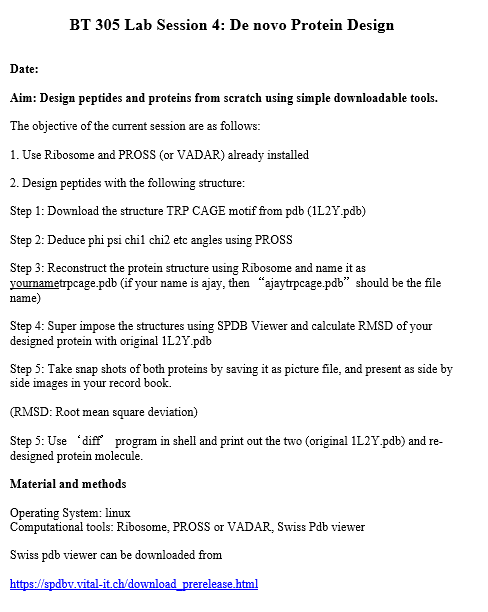 BT 305 Lab Session 4: De novo Protein Design
Date:
Aim: Design peptides and proteins from scratch using simple downloadable tools.
The objective of the current session are as follows:
1. Use Ribosome and PROSS (or VADAR) already installed
2. Design peptides with the following structure:
Step 1: Download the structure TRP CAGE motif from pdb (1L2Y.pdb)
Step 2: Deduce phi psi chi1 chi2 etc angles using PROSS
Step 3: Reconstruct the protein structure using Ribosome and name it as
yournametrpcage.pdb (if your name is ajay, then “ajaytrpcage.pdb” should be the file
name)
Step 4: Super impose the structures using SPDB Viewer and calculate RMSD of your
designed protein with original 1L2Y.pdb
Step 5: Take snap shots of both proteins by saving it as picture file, and present as side by
side images in your record book.
(RMSD: Root mean square deviation)
Step 5: Use ‘diff’ program in shell and print out the two (original 1L2Y.pdb) and re-
designed protein molecule.
Material and methods
Operating System: linux
Computational tools: Ribosome, PROSS or VADAR, Swiss Pdb viewer
Swiss pdb viewer can be downloaded from
https://spdbv.vital-it.ch/download_prerelease.html